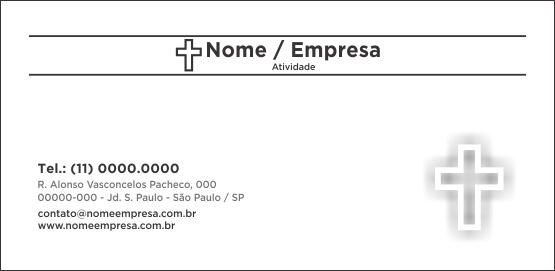 Nome / Empresa
Atividade
Tel.: (11) 0000.0000
R. Alonso Vasconcelos Pacheco, 000
00000-000 - Jd. S. Paulo - São Paulo / SP
contato@nomeempresa.com.br
www.nomeempresa.com.br